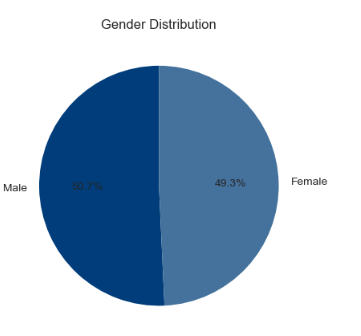 Gender Distribution
Male
50.7%
49.3%
Female